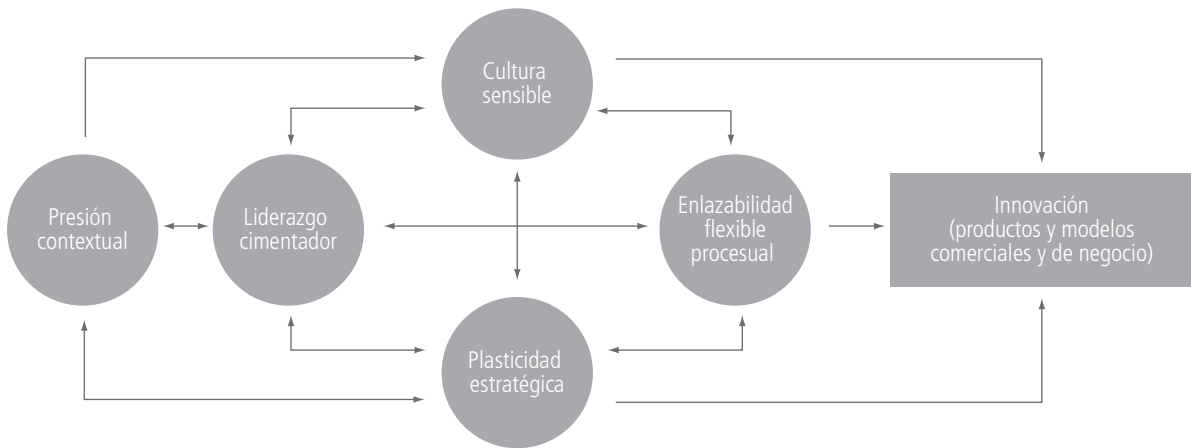 Cultura
sensible
Presión
contextual
Liderazgo
cimentador
Enlazabilidad
flexible
procesual
Innovación
(productos y modelos
comerciales y de negocio)
Plasticidad
estratégica